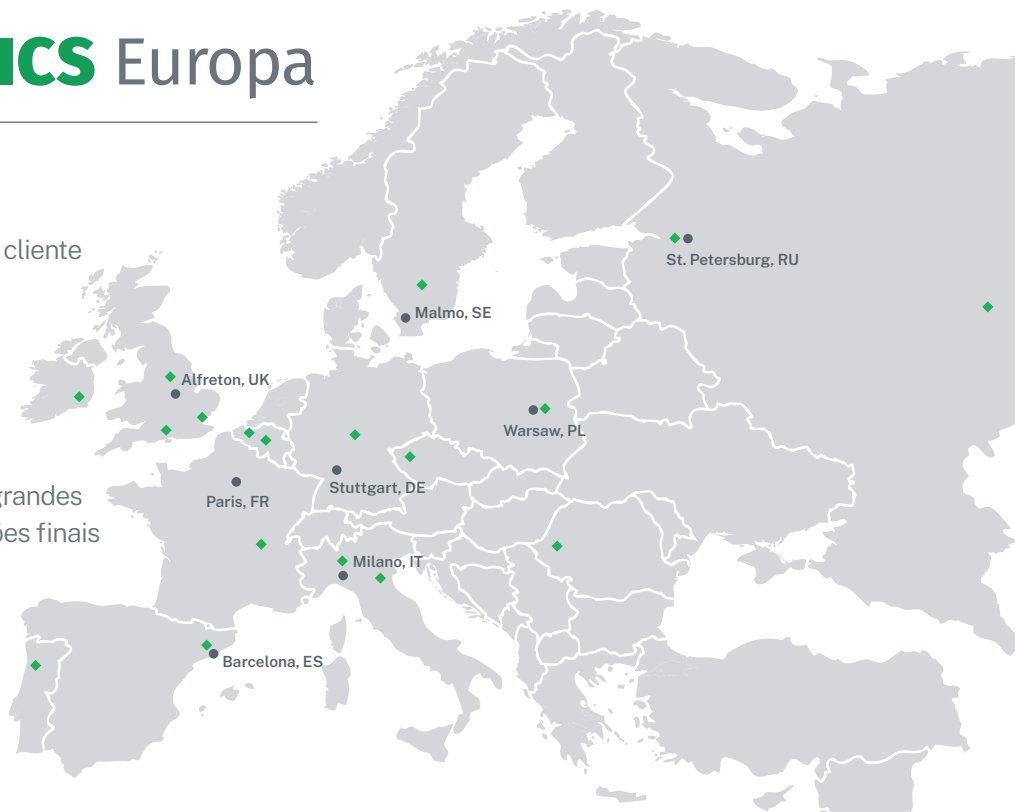 ICS Europa
cliente
St. Petersburg, RU
Malmo, SE
Alfreton, UK
Warsaw, PL
Stuttgart, DE
grandes
Paris, FR
ões finais
Milano, IT
Barcelona, ES